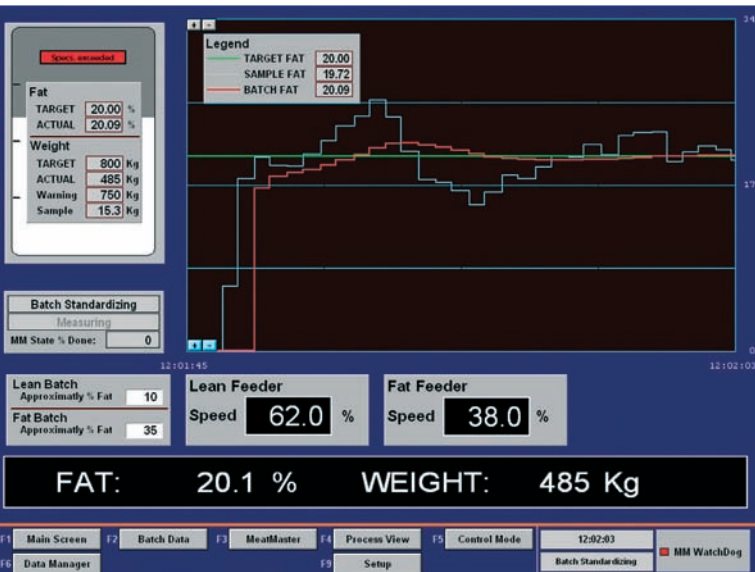 Specs. exceeded
Fat
TARGET 20.00 %
ACTUAL 20.09 %
Weight
TARGET 800 Kg
ACTUAL 485 Kg
Warning 750 Kg
Sample 15.3 Kg
+ -
Legend
TARGET FAT 20.00
SAMPLE FAT 19.72
BATCH FAT 20.09
34
17
0
+ -
12:01:45
12:02:03
Batch Standardizing
Measuring
MM State % Done: 0
Lean Batch
Approximatly % Fat 10
Fat Batch
Approximatly % Fat 35
Lean Feeder
Speed 62.0 %
Fat Feeder
Speed 38.0 %
FAT: 20.1 % WEIGHT: 485 Kg
F1 Main Screen F2 Batch Data F3 MeatMaster F4 Process View F5 Control Mode 12:02:03
MM WatchDog
F6 Data Manager F9 Setup Batch Standardizing